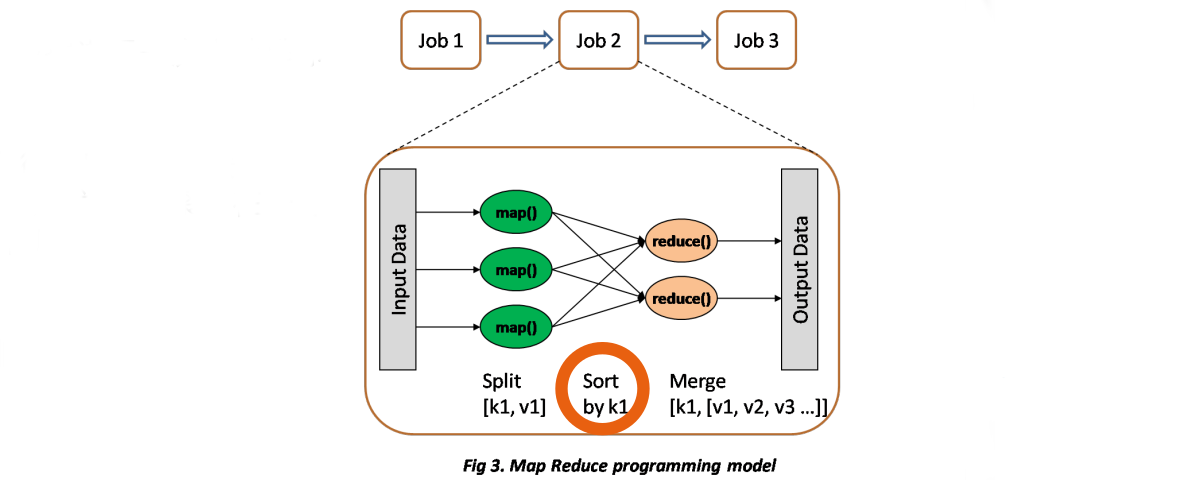 Job 1
Job 2
Job 3
Input Data
map()
map()
map()
reduce()
reduce()
Output Data
Split
[k1, v1]
Sort
by k1
Merge
[k1, [v1, v2, v3 ...]]
Fig 3. Map Reduce programming model